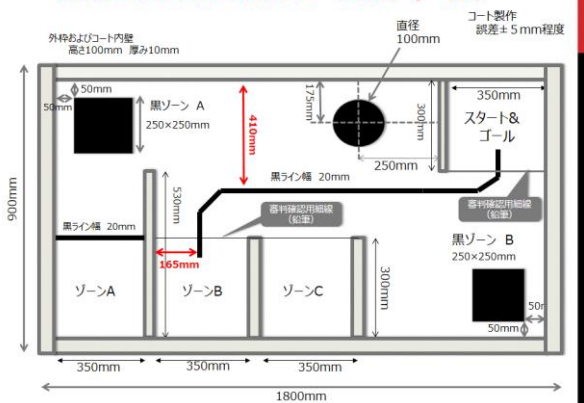 コート製作
誤差±5mm程度
外枠およびコート内壁
高さ100mm 厚み10mm
直径
100mm
50mm
50mm
黒ゾーン A
250×250mm
410mm
175mm
300mm
350mm
スタート&
ゴール
250mm
900mm
530mm
黒ライン幅 20mm
審判確認用細線
(鉛筆)
審判確認用細線
(鉛筆)
黒ライン幅 20mm
165mm
黒ゾーン B
250×250mm
ゾーンA
ゾーンB
ゾーンC
300mm
50m
50mm
350mm
350mm
350mm
1800mm